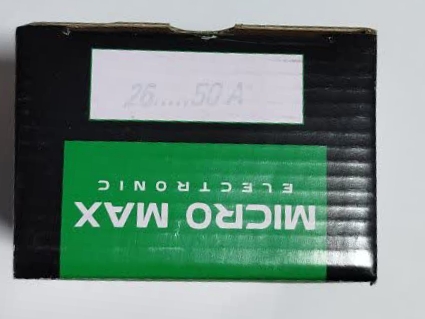 26.....50 A
MICRO MAX
ELECTRONIC